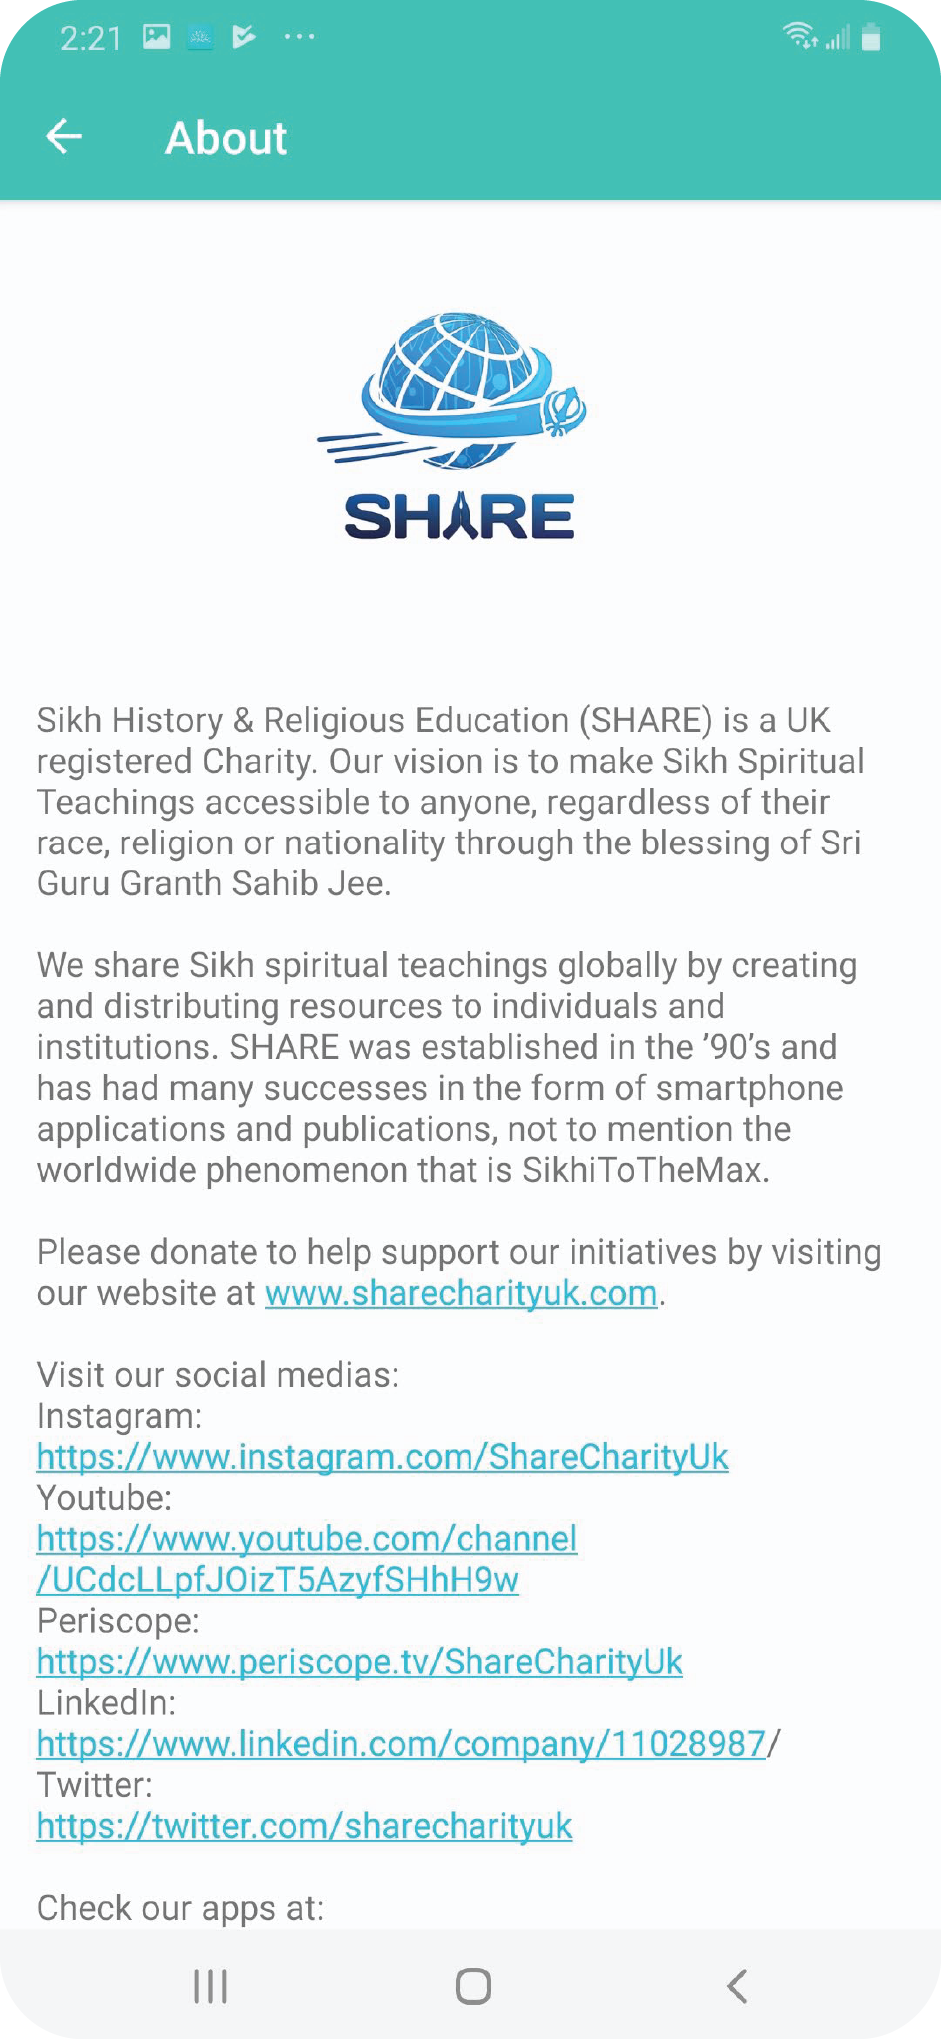 2:21
About
SHARE
Sikh History & Religious Education (SHARE) is a UK
registered Charity. Our vision is to make Sikh Spiritual
Teachings accessible to anyone, regardless of their
race, religion or nationality through the blessing of Sri
Guru Granth Sahib Jee.
We share Sikh spiritual teachings globally by creating
and distributing resources to individuals and
institutions. SHARE was established in the ’90’s and
has had many successes in the form of smartphone
applications and publications, not to mention the
worldwide phenomenon that is SikhiToTheMax.
Please donate to help support our initiatives by visiting
our website at www.sharecharityuk.com.
Visit our social medias:
Instagram:
https://www.instagram.com/ShareCharityUk
Youtube:
https://www.youtube.com/channel
/UCdcLLpfJOizT5AzyfSHhH9w
Periscope:
https://www.periscope.tv/ShareCharityUk
LinkedIn:
https://www.linkedin.com/company/11028987/
Twitter:
https://twitter.com/sharecharityuk
Check our apps at: